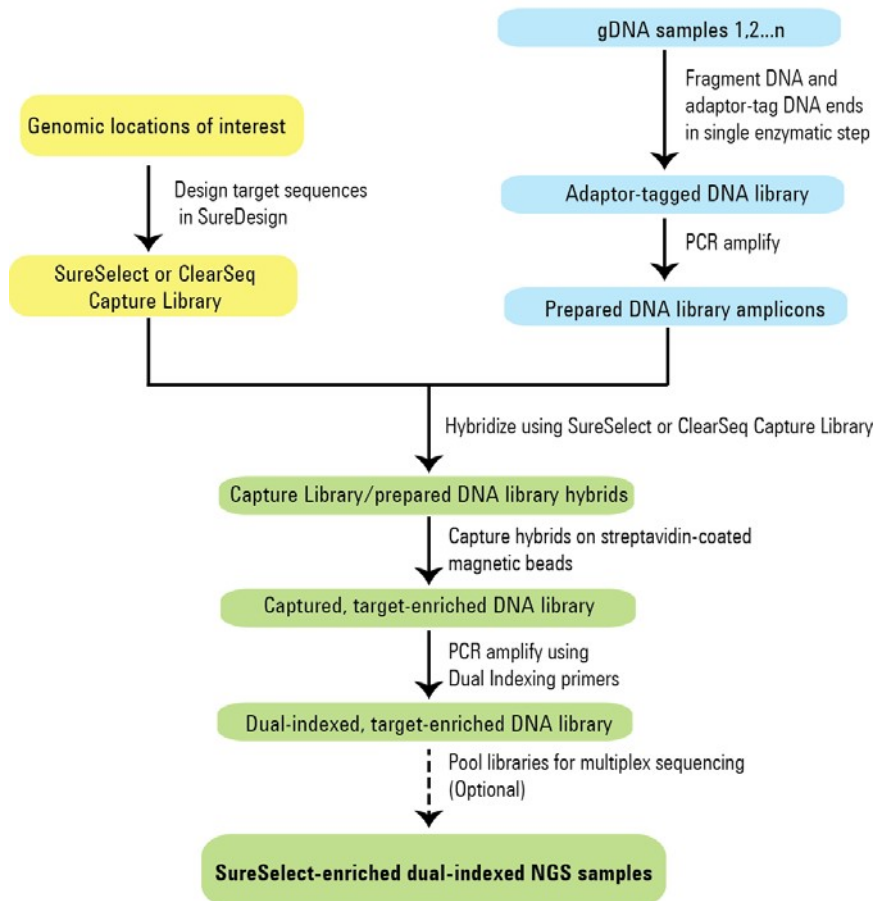 gDNA samples 1,2...n
Fragment DNA and
adaptor-tag DNA ends
in single enzymatic step
Genomic locations of interest
Design target sequences
in SureDesign
Adaptor-tagged DNA library
PCR amplify
SureSelect or ClearSeq
Capture Library
Prepared DNA library amplicons
Hybridize using SureSelect or ClearSeq Capture Library
Capture Library/prepared DNA library hybrids
Capture hybrids on streptavidin-coated
magnetic beads
Captured, target-enriched DNA library
PCR amplify using
Dual Indexing primers
Dual-indexed, target-enriched DNA library
Pool libraries for multiplex sequencing
(Optional)
SureSelect-enriched dual-indexed NGS samples